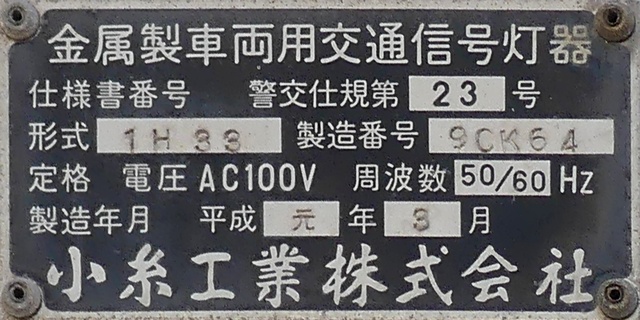 金属製車両用交通信号灯器
仕様書番号 警交仕規第 23 号
形式 1H33 製造番号 9CK64
定格 電圧 AC100V 周波数 50/60 Hz
製造年月 平成 元 年 3 月
小糸工業株式会社